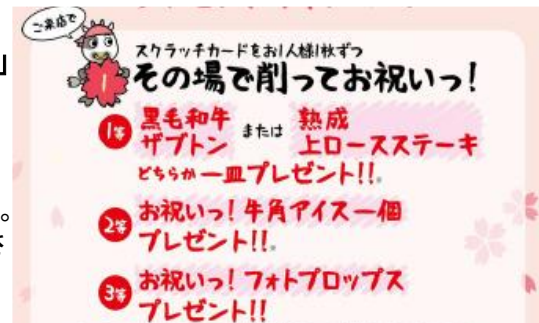 ご来店で
スクラッチカードをお1人様1枚ずつ
その場で削ってお祝いっ!
1等 黒毛和牛 ザブトン または 熟成 上ロースステーキ
どちらか一皿プレゼント!!。
2等 お祝いっ!牛角アイス一個
プレゼント!!。
3等 お祝いっ!フォトプロップス
プレゼント!!